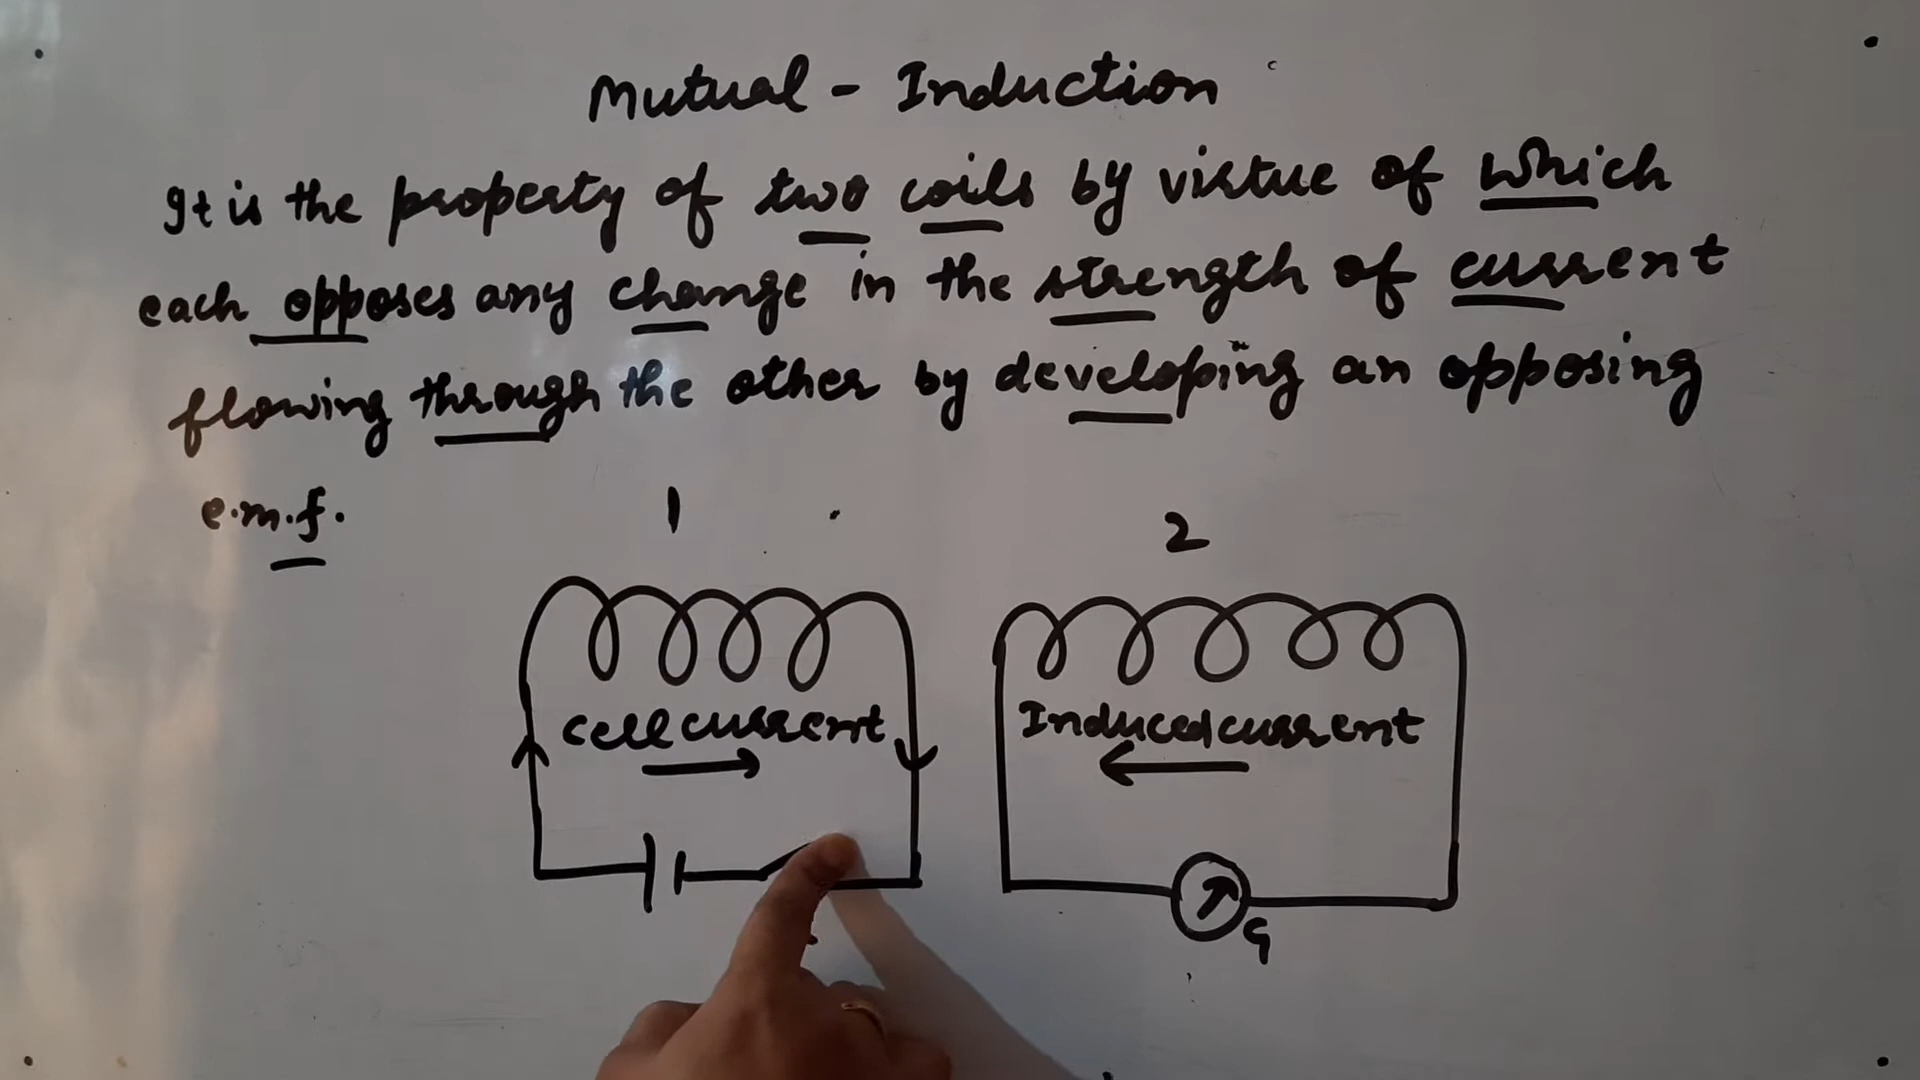 Mutual - Induction
It is the property of two coils by virtue of which
each opposes any change in the strength of current
flowing through the other by developing an opposing
e.m.f.
1
2
Cell current
Induced current
G